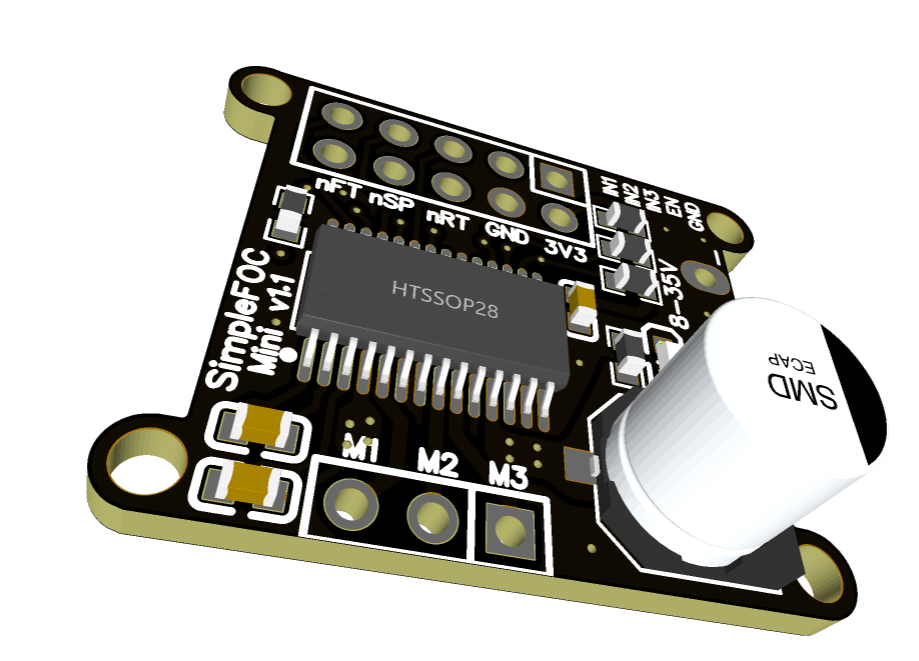 IN1
IN2
IN3
EN
GND
nFT nSP nRT GND 3V3
8-35V
SimpleFOC
Mini v1.1
HTSSOP28
SMD
ECAP
M1 M2 M3